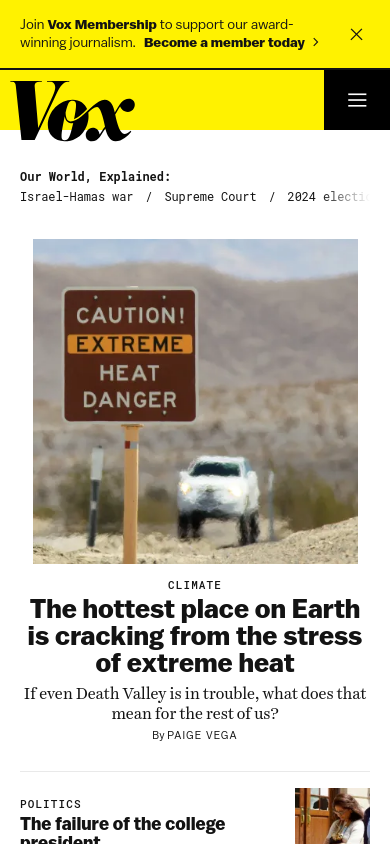 Join Vox Membership to support our award-
winning journalism. Become a member today
Vox
Our World, Explained:
Israel-Hamas war / Supreme Court / 2024 electi
CAUTION!
EXTREME
HEAT
DANGER
CLIMATE
The hottest place on Earth
is cracking from the stress
of extreme heat
If even Death Valley is in trouble, what does that
mean for the rest of us?
By PAIGE VEGA
POLITICS
The failure of the college
president